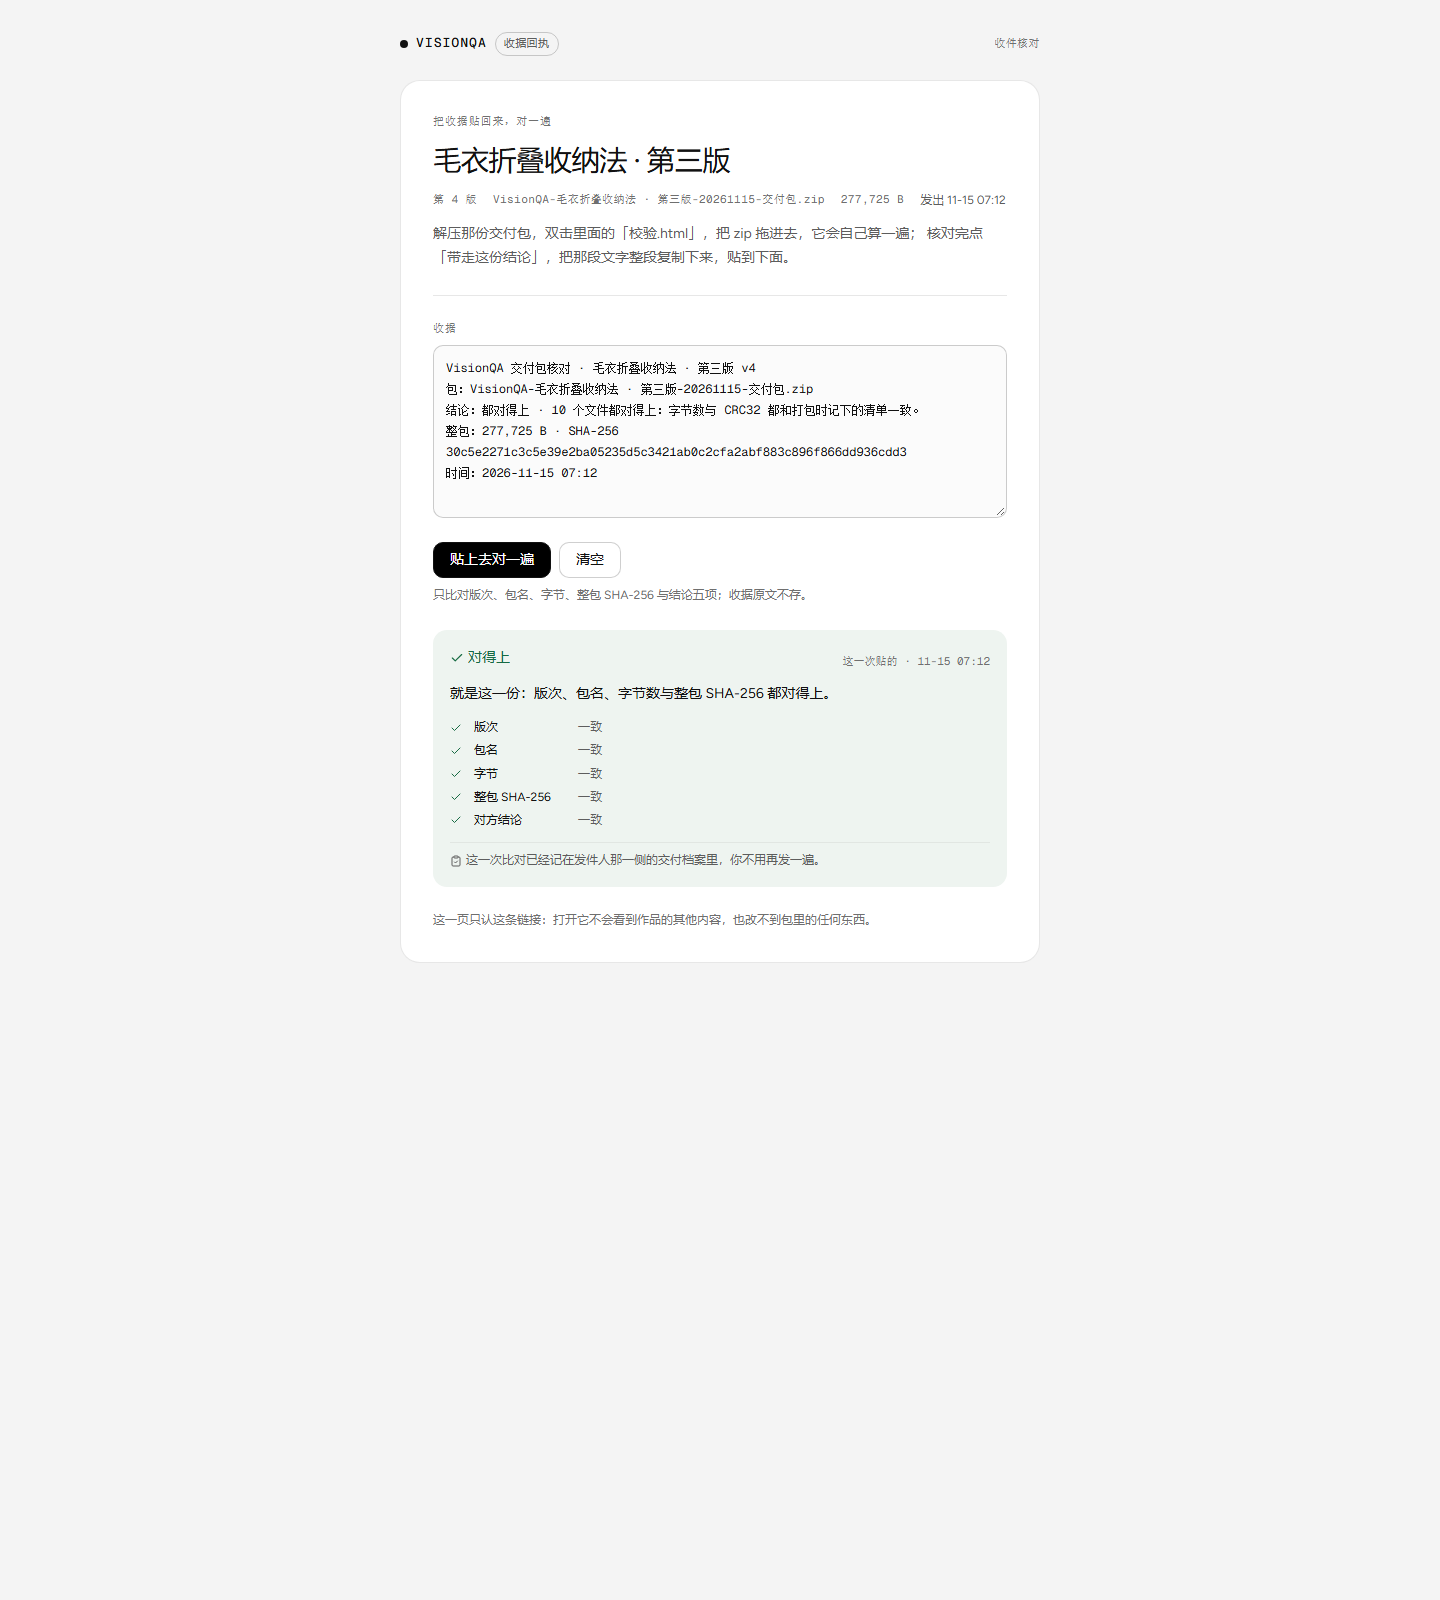 VISIONQA 收据回执 收件核对
把收据贴回来，对一遍
毛衣折叠收纳法 · 第三版
第 4 版 VisionQA-毛衣折叠收纳法 · 第三版-20261115-交付包.zip 277,725 B 发出 11-15 07:12
解压那份交付包，双击里面的「校验.html」，把 zip 拖进去，它会自己算一遍； 核对完点
「带走这份结论」，把那段文字整段复制下来，贴到下面。
收据
VisionQA 交付包核对 · 毛衣折叠收纳法 · 第三版 v4
包：VisionQA-毛衣折叠收纳法 · 第三版-20261115-交付包.zip
结论：都对得上 · 10 个文件都对得上：字节数与 CRC32 都和打包时记下的清单一致。
整包：277,725 B · SHA-256
30c5e2271c3c5e39e2ba05235d5c3421ab0c2cfa2abf883c896f866dd936cdd3
时间：2026-11-15 07:12
贴上去对一遍 清空
只比对版次、包名、字节、整包 SHA-256 与结论五项；收据原文不存。
对得上 这一次贴的 · 11-15 07:12
就是这一份：版次、包名、字节数与整包 SHA-256 都对得上。
版次 一致
包名 一致
字节 一致
整包 SHA-256 一致
对方结论 一致
这一次比对已经记在发件人那一侧的交付档案里，你不用再发一遍。
这一页只认这条链接：打开它不会看到作品的其他内容，也改不到包里的任何东西。